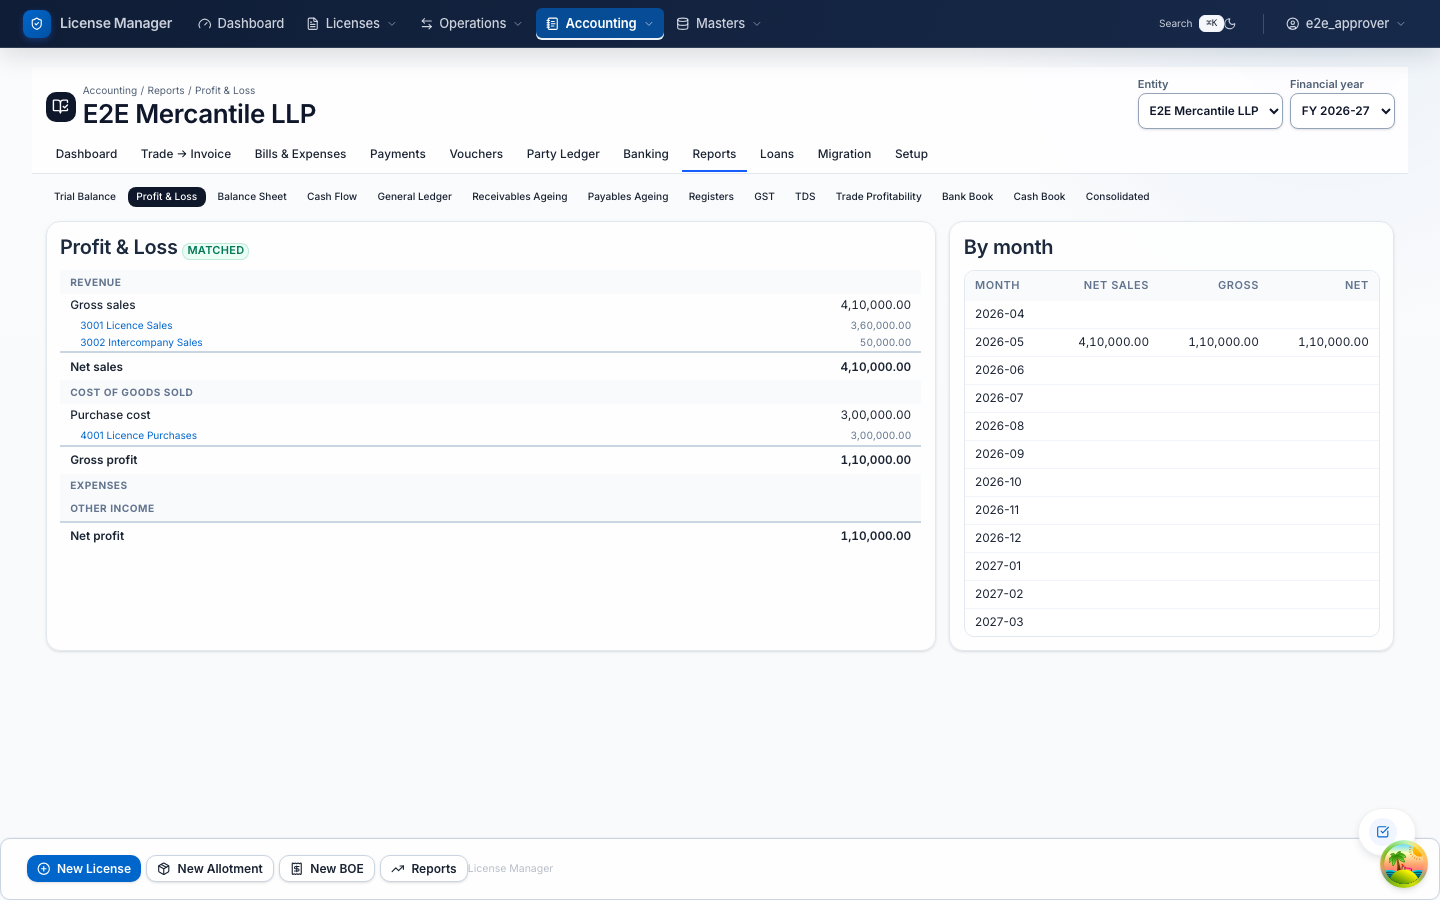 License Manager
Dashboard
Licenses
Operations
Accounting
Masters
Search ⌘K
e2e_approver
Accounting / Reports / Profit & Loss
E2E Mercantile LLP
Entity
E2E Mercantile LLP
Financial year
FY 2026-27
Dashboard
Trade → Invoice
Bills & Expenses
Payments
Vouchers
Party Ledger
Banking
Reports
Loans
Migration
Setup
Trial Balance
Profit & Loss
Balance Sheet
Cash Flow
General Ledger
Receivables Ageing
Payables Ageing
Registers
GST
TDS
Trade Profitability
Bank Book
Cash Book
Consolidated
Profit & Loss MATCHED
REVENUE
Gross sales 4,10,000.00
3001 Licence Sales 3,60,000.00
3002 Intercompany Sales 50,000.00
Net sales 4,10,000.00
COST OF GOODS SOLD
Purchase cost 3,00,000.00
4001 Licence Purchases 3,00,000.00
Gross profit 1,10,000.00
EXPENSES
OTHER INCOME
Net profit 1,10,000.00
By month
MONTH NET SALES GROSS NET
2026-04
2026-05 4,10,000.00 1,10,000.00 1,10,000.00
2026-06
2026-07
2026-08
2026-09
2026-10
2026-11
2026-12
2027-01
2027-02
2027-03
New License
New Allotment
New BOE
Reports
License Manager